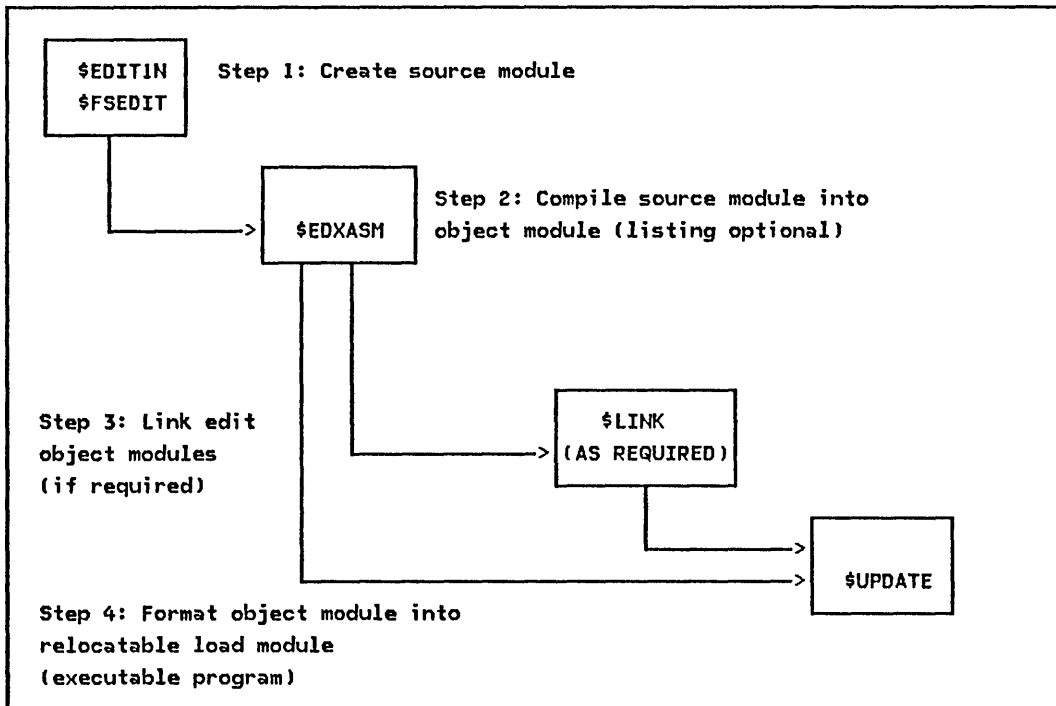 $EDIT1N
$FSEDIT
Step 1: Create source module
$EDXASM
Step 2: Compile source module into
object module (listing optional)
Step 3: Link edit
object modules
(if required)
$LINK
(AS REQUIRED)
$UPDATE
Step 4: Format object module into
relocatable load module
(executable program)